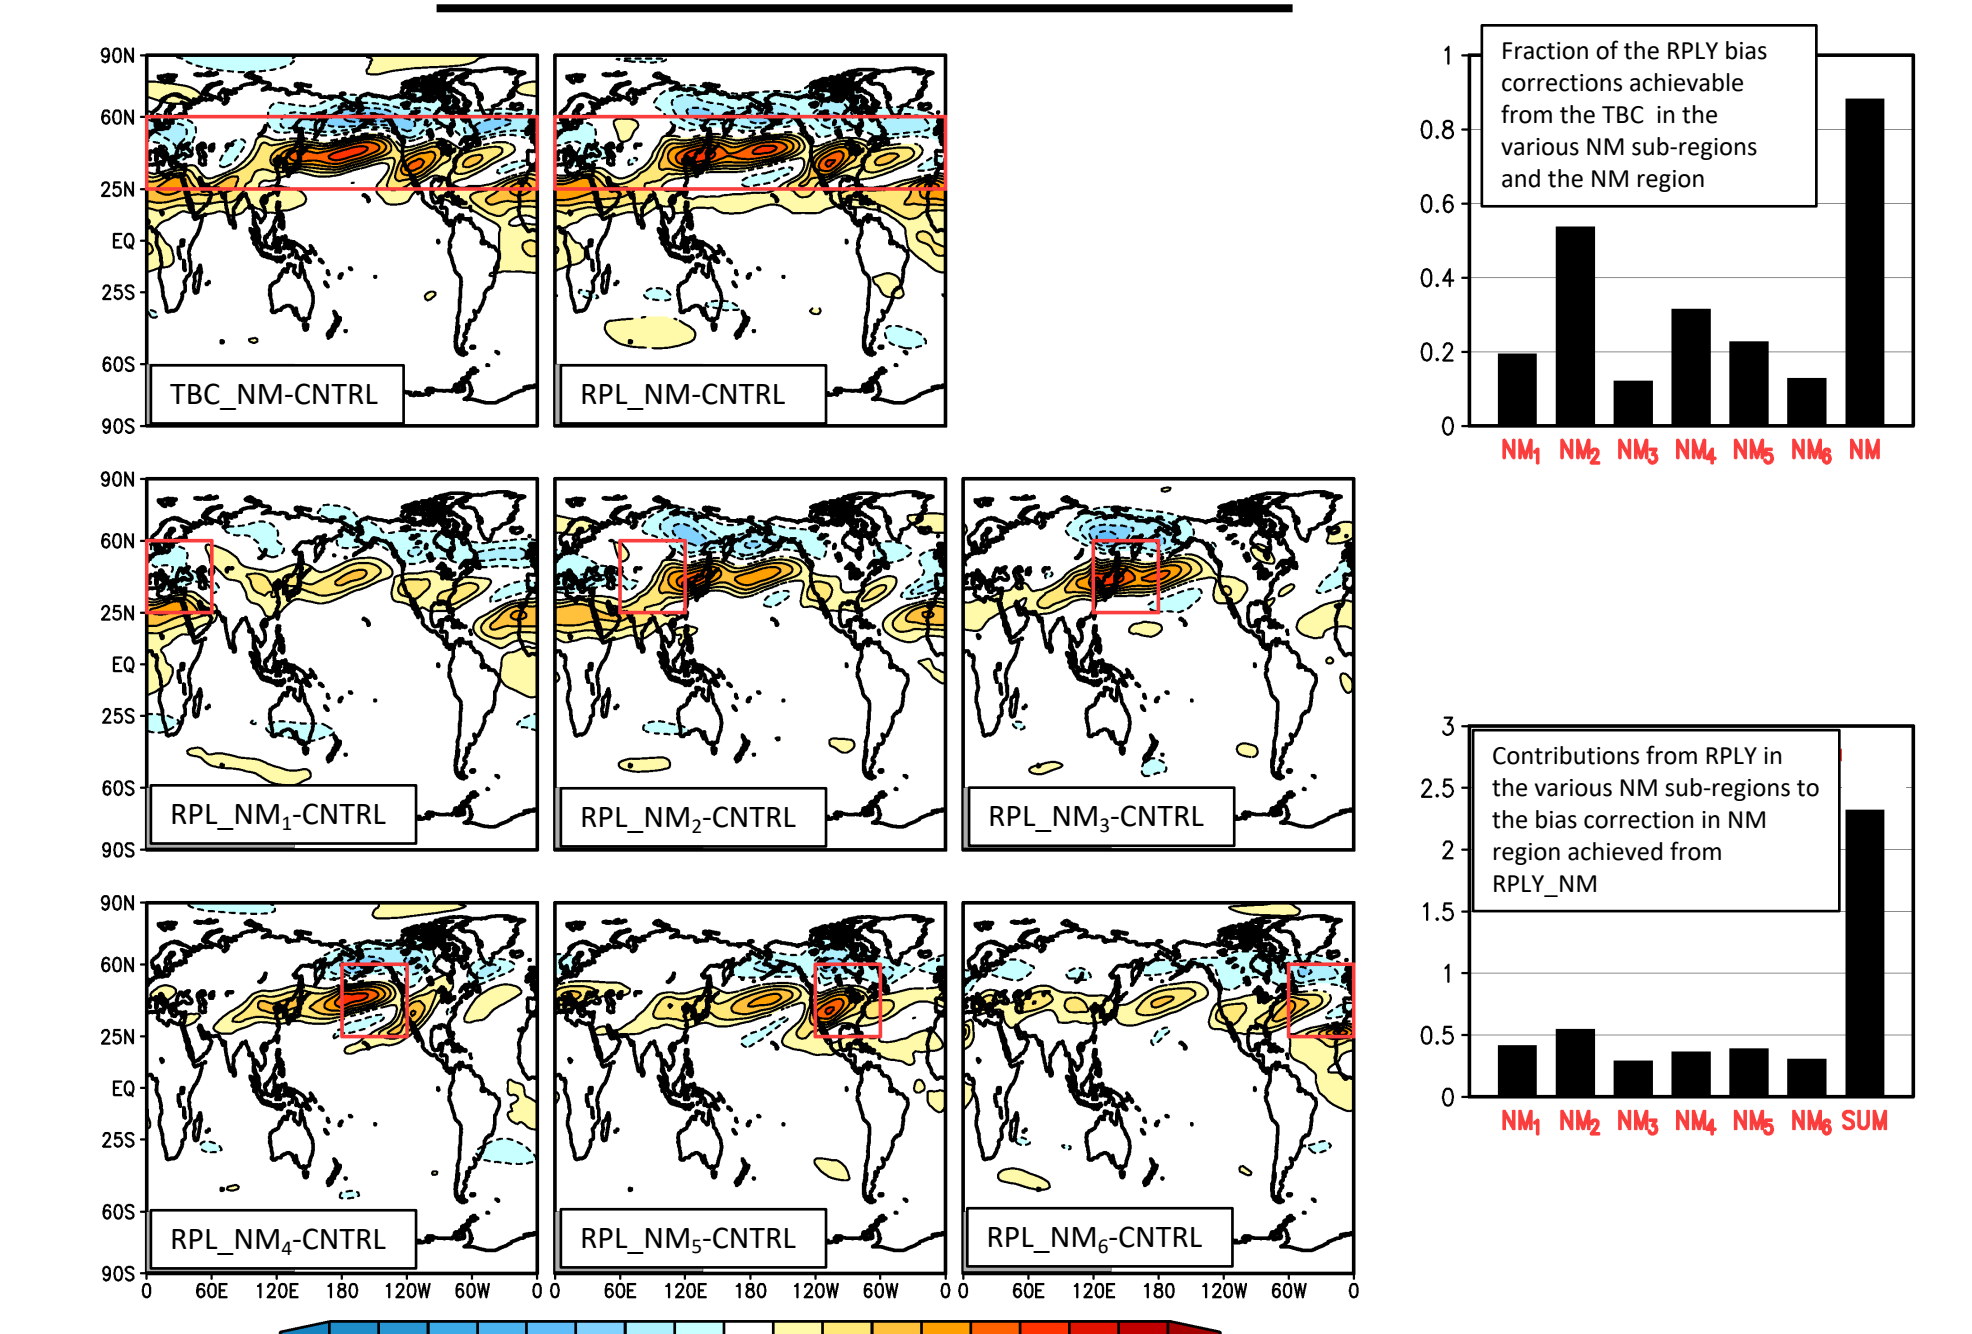 90N
60N
25N
EQ
25S
60S
90S
TBC_NM-CNTRL
RPL_NM-CNTRL
1
0.8
0.6
0.4
0.2
0
Fraction of the RPLY bias
corrections achievable
from the TBC in the
various NM sub-regions
and the NM region
NM1 NM2 NM3 NM4 NM5 NM6 NM
90N
60N
25N
EQ
25S
60S
90S
RPL_NM1-CNTRL
RPL_NM2-CNTRL
RPL_NM3-CNTRL
3
2.5
2
1.5
1
0.5
0
Contributions from RPLY in
the various NM sub-regions to
the bias correction in NM
region achieved from
RPLY_NM
NM1 NM2 NM3 NM4 NM5 NM6 SUM
90N
60N
25N
EQ
25S
60S
90S
RPL_NM4-CNTRL
RPL_NM5-CNTRL
RPL_NM6-CNTRL
0 60E 120E 180 120W 60W 0
0 60E 120E 180 120W 60W
0 60E 120E 180 120W 60W 0